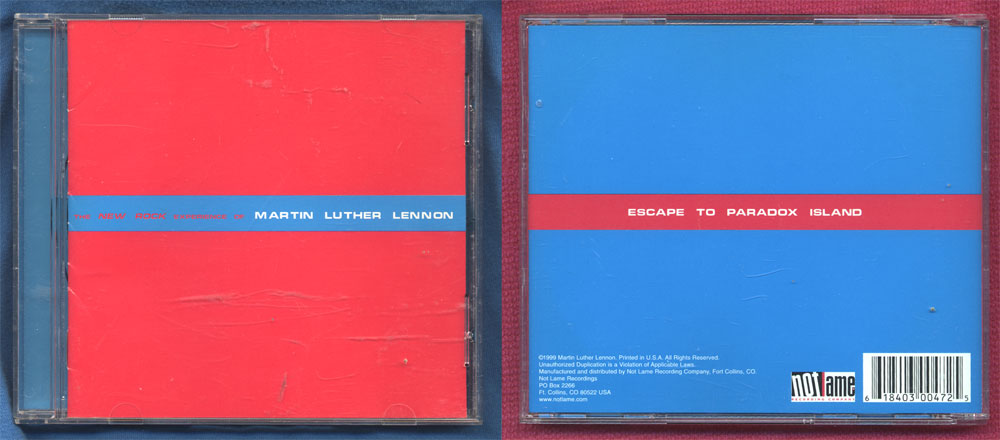 THE NEW ROCK EXPERIENCE OF MARTIN LUTHER LENNON
ESCAPE TO PARADOX ISLAND
©1999 Martin Luther Lennon. Printed in U.S.A. All Rights Reserved.
Unauthorized Duplication is a Violation of Applicable Laws.
Manufactured and distributed by Not Lame Recording Company, Fort Collins, CO.
Not Lame Recordings
PO Box 2266
Ft. Collins, CO 80522 USA
www.notlame.com
not lame
RECORDING COMPANY
6 18403 00472 5